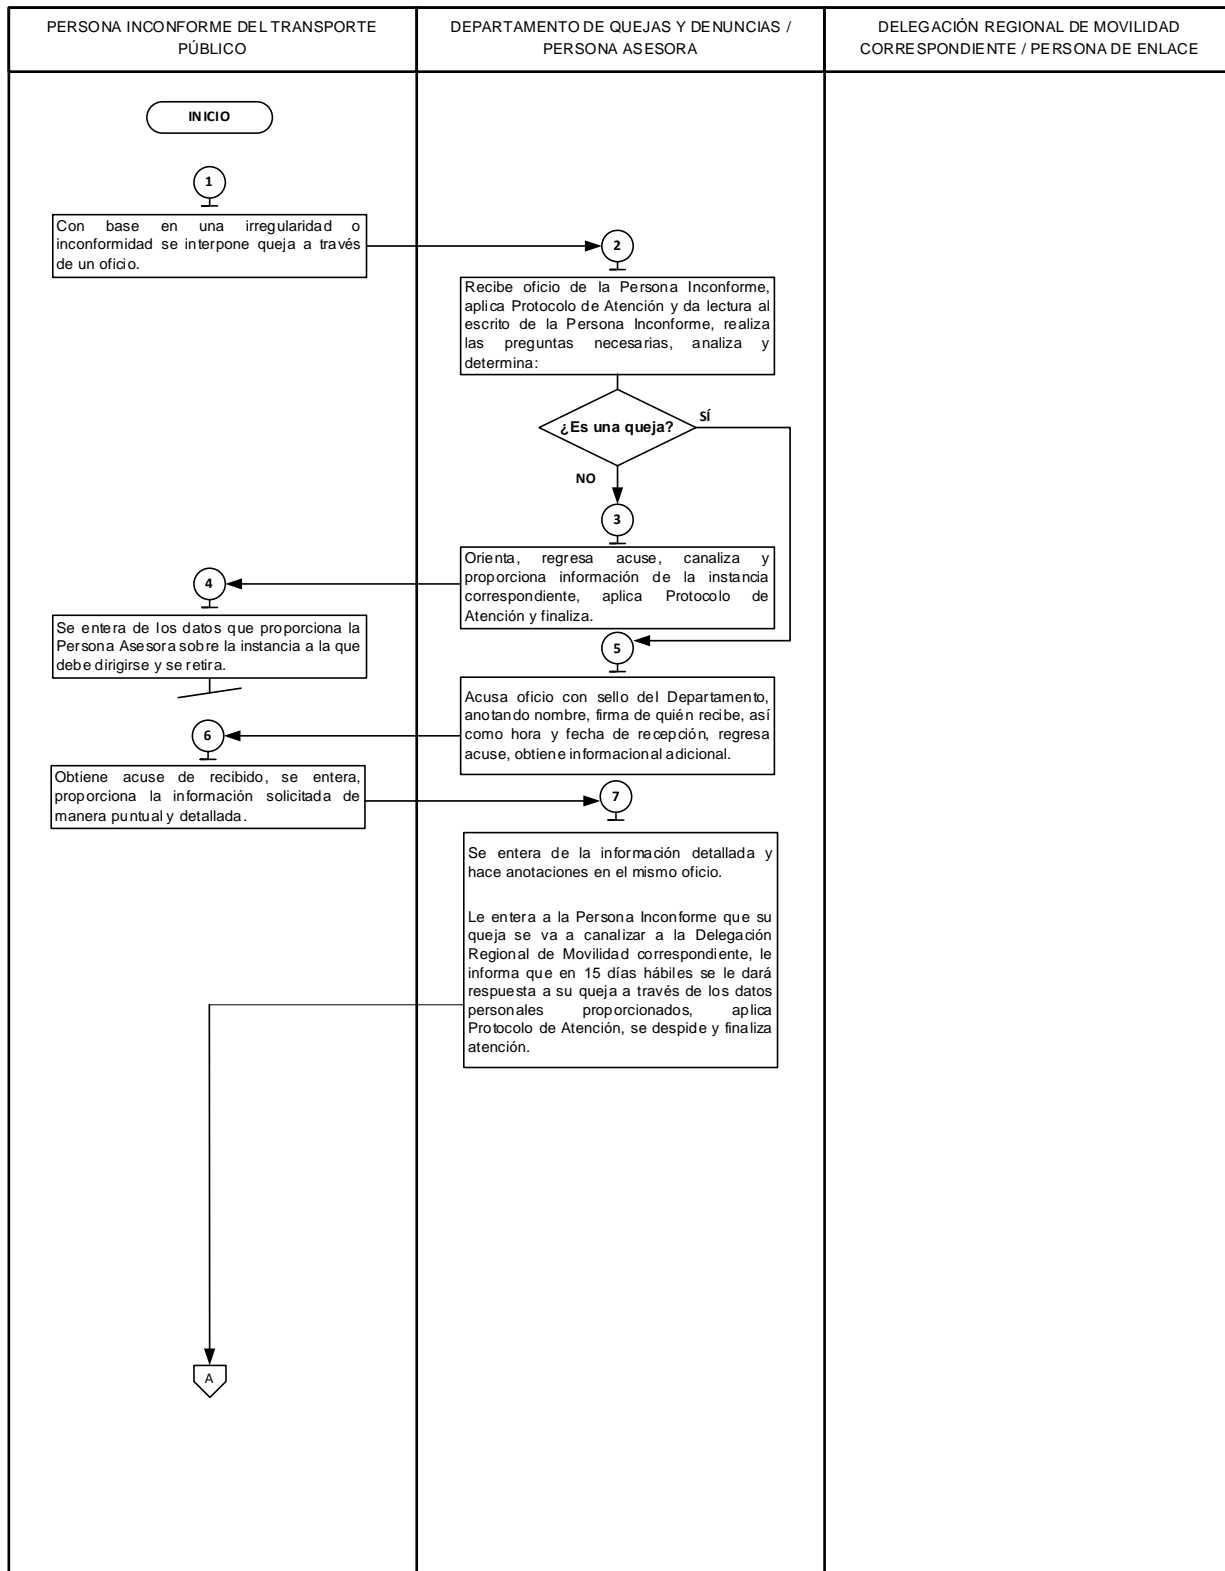 PERSONA INCONFORME DEL TRANSPORTE
PÚBLICO
DEPARTAMENTO DE QUEJAS Y DENUNCIAS /
PERSONA ASESORA
DELEGACIÓN REGIONAL DE MOVILIDAD
CORRESPONDIENTE / PERSONA DE ENLACE
INICIO
1
Con base en una irregularidad o
inconformidad se interpone queja a través
de un oficio.
2
Recibe oficio de la Persona Inconforme,
aplica Protocolo de Atención y da lectura al
escrito de la Persona Inconforme, realiza
las preguntas necesarias, analiza y
determina:
¿Es una queja?
SÍ
NO
3
Orienta, regresa acuse, canaliza y
proporciona información de la instancia
correspondiente, aplica Protocolo de
Atención y finaliza.
4
Se entera de los datos que proporciona la
Persona Asesora sobre la instancia a la que
debe dirigirse y se retira.
5
Acusa oficio con sello del Departamento,
anotando nombre, firma de quién recibe, así
como hora y fecha de recepción, regresa
acuse, obtiene informacional adicional.
6
Obtiene acuse de recibido, se entera,
proporciona la información solicitada de
manera puntual y detallada.
7
Se entera de la información detallada y
hace anotaciones en el mismo oficio.
Le entera a la Persona Inconforme que su
queja se va a canalizar a la Delegación
Regional de Movilidad correspondiente, le
informa que en 15 días hábiles se le dará
respuesta a su queja a través de los datos
personales proporcionados, aplica
Protocolo de Atención, se despide y finaliza
atención.
A